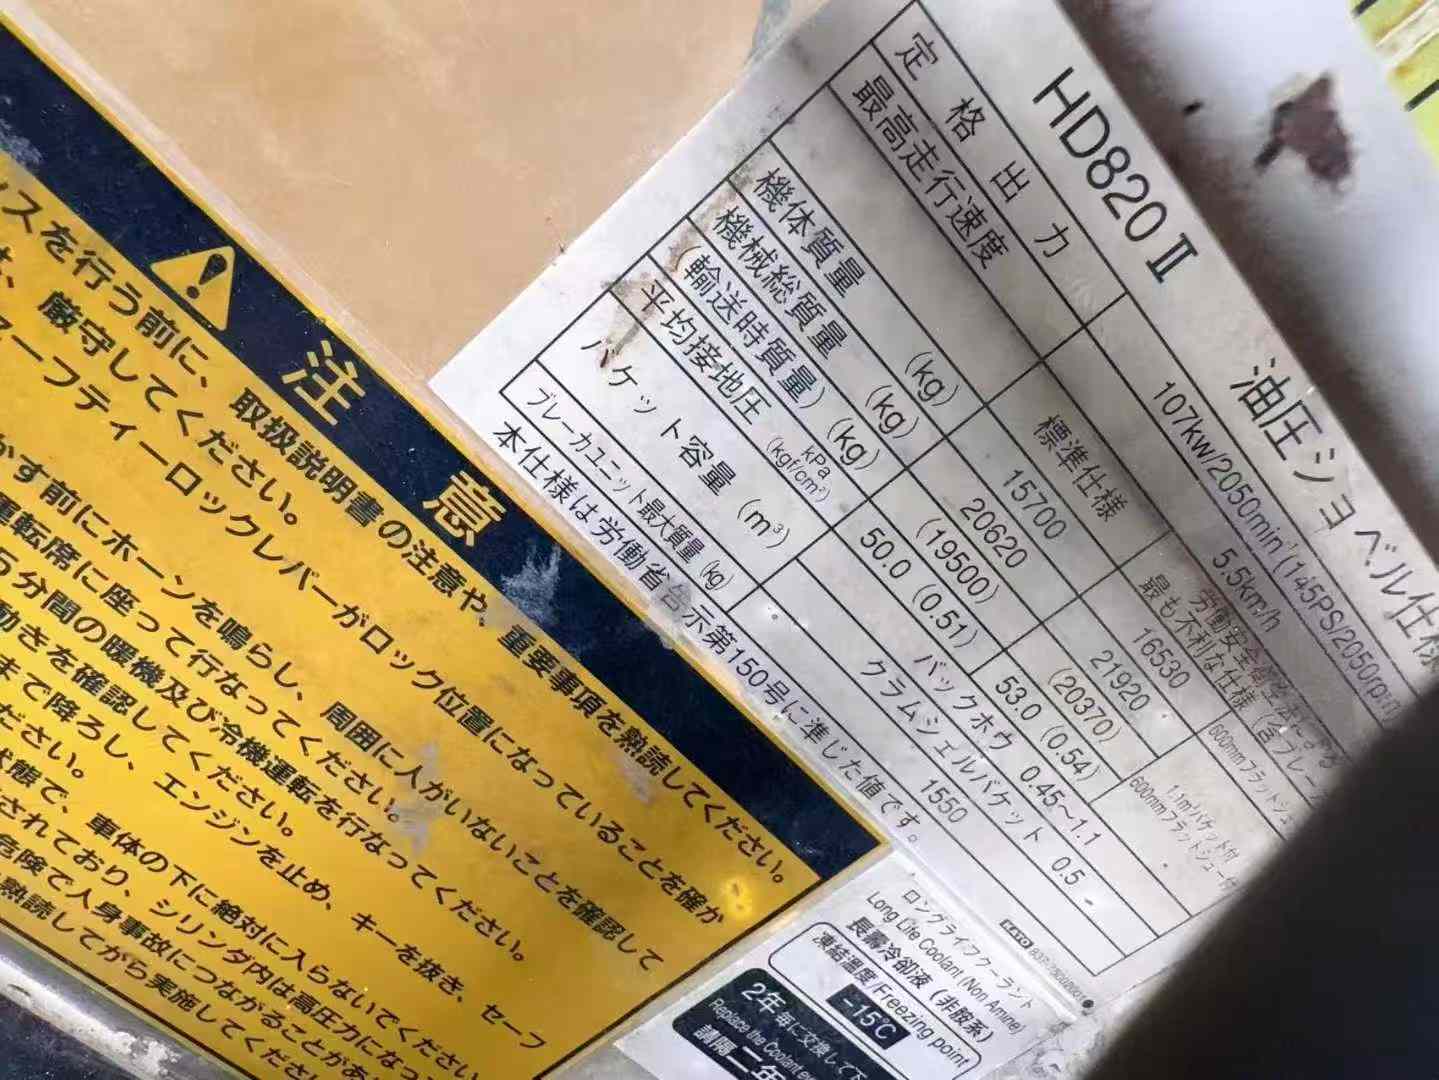 HD820Ⅱ 油圧ショベル仕様
定格出力 107kw/2050min⁻¹(145PS/2050rpm)
最高走行速度 5.5km/h
標準仕様
最も不利な仕様
機体質量 (kg) 15700 16530
機械総質量 (kg) 20620 21920
(輸送時質量) (kg) (19500) (20370)
平均接地圧 kPa (kgf/cm²) 50.0 (0.51) 53.0 (0.54)
バケット容量 (m³) バックホウ 0.45~1.1
クラムシェルバケット 0.5
ブレーカユニット最大質量 (kg) 1550
本仕様は労働省告示第150号に準じた値です。
1.1m³バケット付
600mmフラットシュー付
600mmフラットシュ
KATO
注意
スを行う前に、取扱説明書の注意や、重要事項を熟読してください。
、厳守してください。
フティーロックレバーがロック位置になっていることを確か
かす前にホーンを鳴らし、周囲に人がいないことを確認して
運転席に座って行なってください。
5分間の暖機及び冷機運転を行なってください。
動きを確認してください。
まで降ろし、エンジンを止め、キーを抜き、セーフ
ださい。
状態で、車体の下に絶対に入らないでください
されており、シリンダ内は高圧力になっ
危険で人身事故につながることがあ
熟読してから実施してくださ
ロングライフクーラント
Long Life Coolant (Non Amine)
長壽冷却液(非胺系)
凍結温度/Freezing point
-15℃
2年毎に交換して下
Replace the Coolant
請隔二年